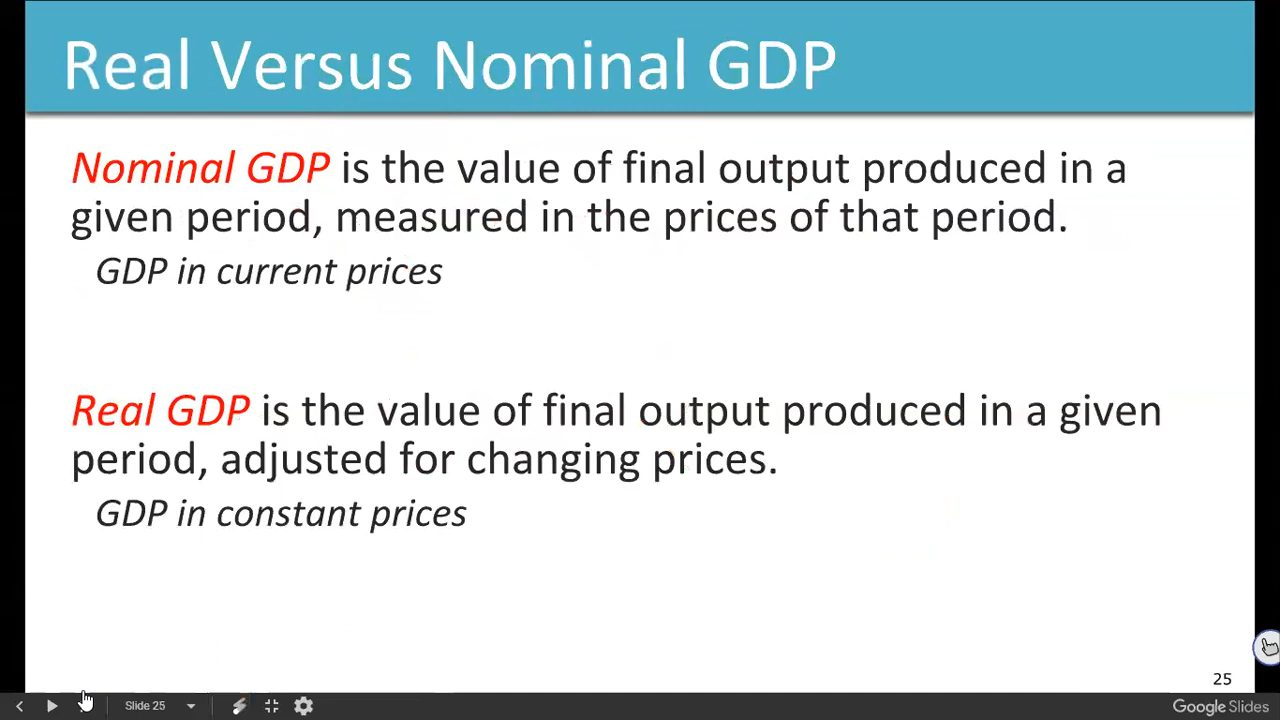 Real Versus Nominal GDP
Nominal GDP is the value of final output produced in a
given period, measured in the prices of that period.
GDP in current prices
Real GDP is the value of final output produced in a given
period, adjusted for changing prices.
GDP in constant prices
25
Slide 25
Google Slides